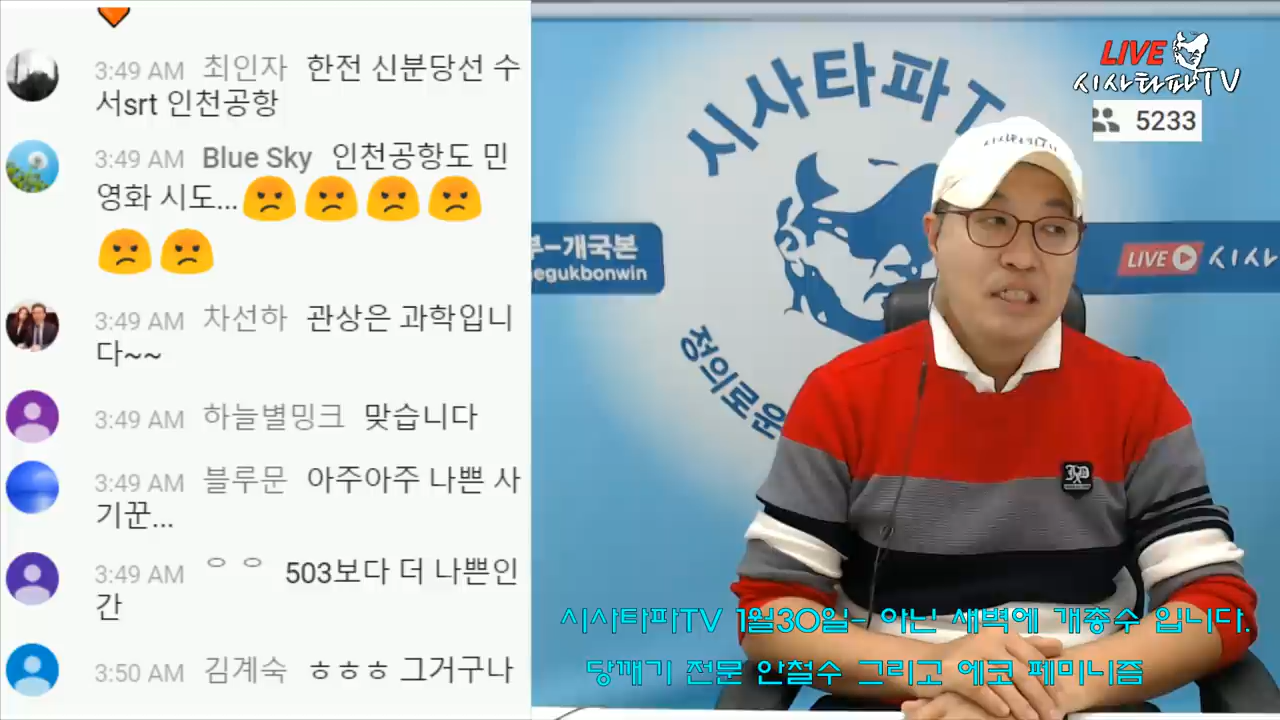 3:49 AM 최인자 한전 신분당선 수
서srt 인천공항
3:49 AM Blue Sky 인천공항도 민
영화 시도...
3:49 AM 차선하 관상은 과학입니
다~~
3:49 AM 하늘별밍크 맞습니다
3:49 AM 블루문 아주아주 나쁜 사
기꾼...
3:49 AM ㅇ ㅇ 503보다 더 나쁜인
간
3:50 AM 김계숙 ㅎㅎㅎ 그거구나
시사타파T
정의로운
부-개국본
egukbonwin
LIVE
시사타파TV
5233
LIVE 시사
시사타파TV 1월30일- 아닌 새벽에 개총수 입니다.
당깨기 전문 안철수 그리고 에코 페미니즘